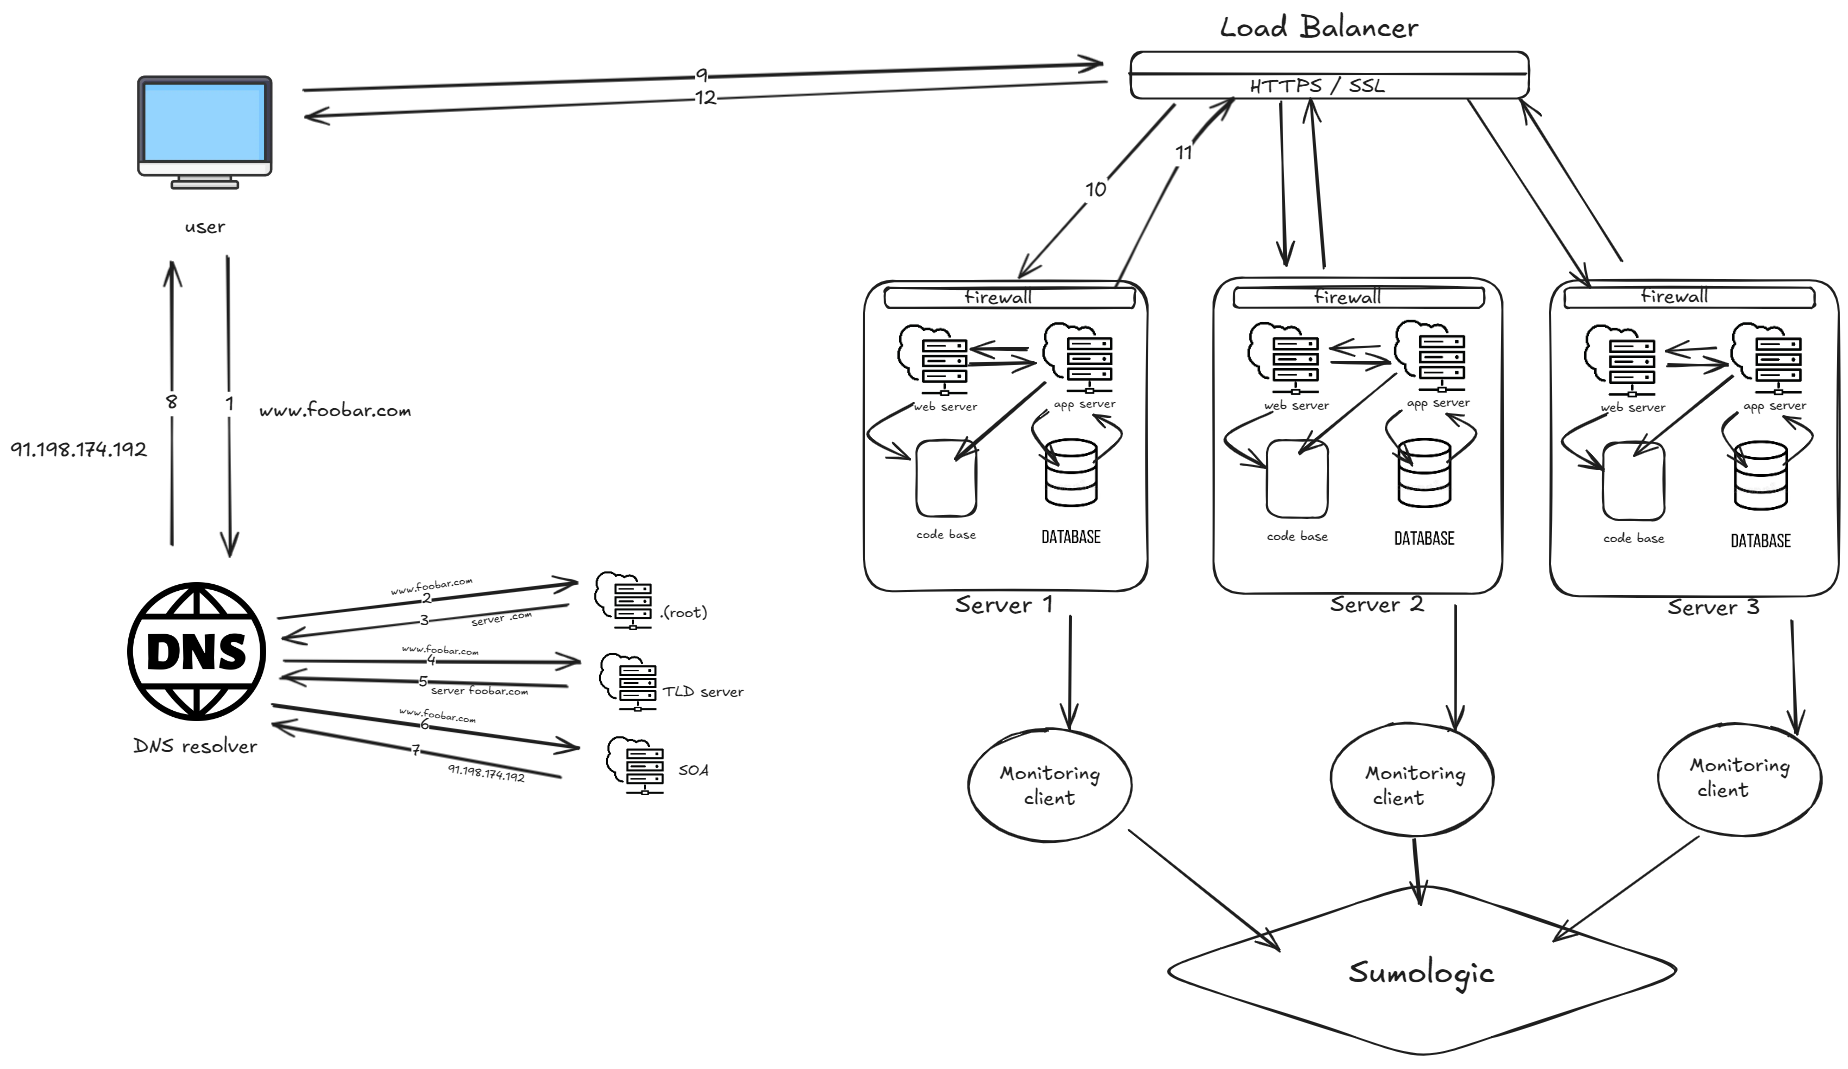 Load Balancer
HTTPS / SSL
9
12
10
11
user
8
1
www.foobar.com
91.198.174.192
DNS
DNS resolver
www.foobar.com
2
3
server .com
.(root)
www.foobar.com
4
5
server foobar.com
TLD server
www.foobar.com
6
7
91.198.174.192
SOA
firewall
web server
app server
code base
DATABASE
Server 1
firewall
web server
app server
code base
DATABASE
Server 2
firewall
web server
app server
code base
DATABASE
Server 3
Monitoring
client
Monitoring
client
Monitoring
client
Sumologic